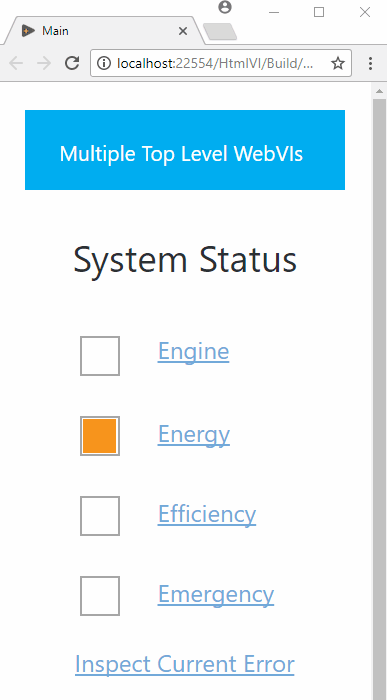 Main
localhost:22554/HtmlVI/Build/...
Multiple Top Level WebVIs
System Status
Engine
Energy
Efficiency
Emergency
Inspect Current Error